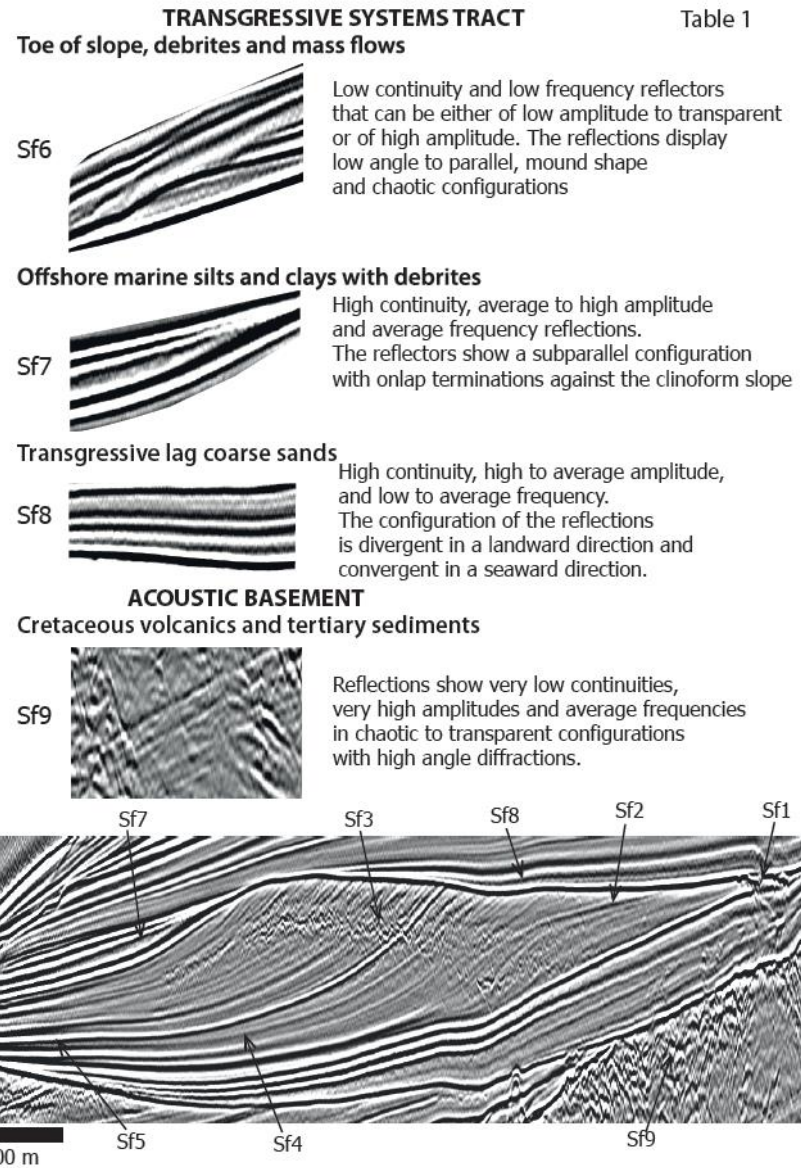 TRANSGRESSIVE SYSTEMS TRACT Table 1
Toe of slope, debrites and mass flows
Sf6
Low continuity and low frequency reflectors
that can be either of low amplitude to transparent
or of high amplitude. The reflections display
low angle to parallel, mound shape
and chaotic configurations
Offshore marine silts and clays with debrites
Sf7
High continuity, average to high amplitude
and average frequency reflections.
The reflectors show a subparallel configuration
with onlap terminations against the clinoform slope
Transgressive lag coarse sands
Sf8
High continuity, high to average amplitude,
and low to average frequency.
The configuration of the reflections
is divergent in a landward direction and
convergent in a seaward direction.
ACOUSTIC BASEMENT
Cretaceous volcanics and tertiary sediments
Sf9
Reflections show very low continuities,
very high amplitudes and average frequencies
in chaotic to transparent configurations
with high angle diffractions.
Sf7 Sf3 Sf8 Sf2 Sf1
Sf5 Sf4 Sf9
00 m